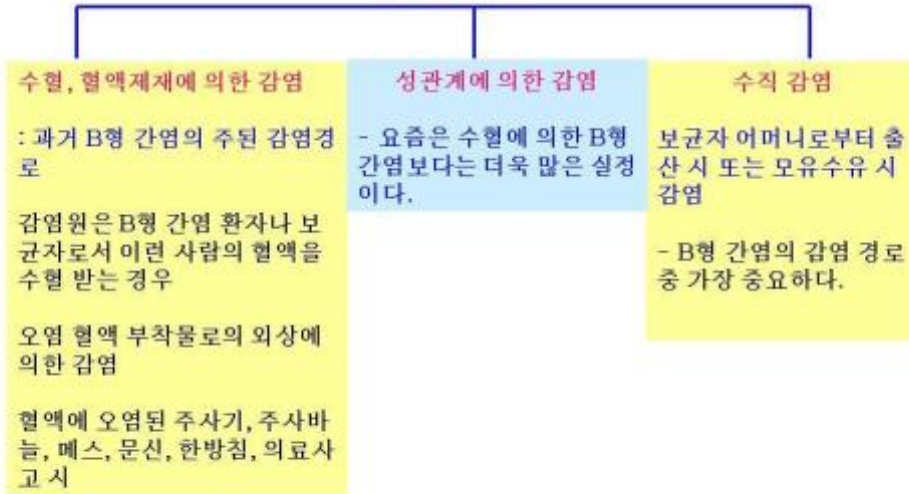 수혈, 혈액제재에 의한 감염
: 과거 B형 간염의 주된 감염경
로
감염원은 B형 간염 환자나 보
균자로서 이런 사람의 혈액을
수혈 받는 경우
오염 혈액 부착물로의 외상에
의한 감염
혈액에 오염된 주사기, 주사바
늘, 메스, 문신, 한방침, 의료사
고 시
성관계에 의한 감염
- 요즘은 수혈에 의한 B형
간염보다는 더욱 많은 실정
이다.
수직 감염
보균자 어머니로부터 출
산 시 또는 모유수유 시
감염
- B형 간염의 감염 경로
중 가장 중요하다.